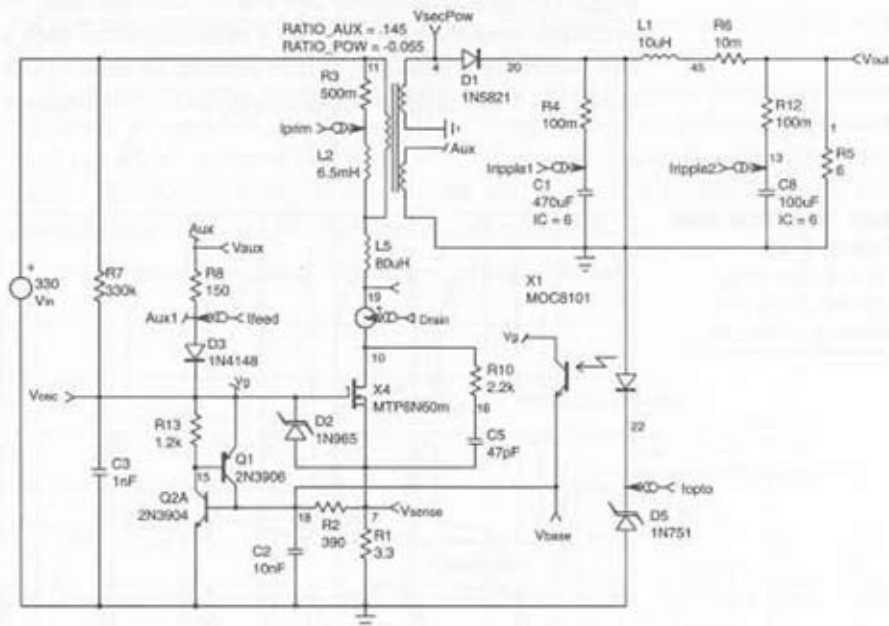 RATIO_AUX = .145
RATIO_POW = -0.055
VsecPow
11
4
20
D1
1N5821
L1
10uH
R6
10m
45
Vout
R3
500m
Iprim
L2
6.5mH
Aux
R4
100m
Iripple1
C1
470uF
IC = 6
R12
100m
Iripple2
13
C8
100uF
IC = 6
1
R5
6
330
Vin
R7
330k
Aux
Vaux
R8
150
Aux1
Ifeed
D3
1N4148
L5
80uH
19
Drain
10
X1
MOC8101
Vg
Vosc
Vg
X4
MTP6N60m
R10
2.2k
16
C5
47pF
D2
1N965
R13
1.2k
C3
1nF
15
Q1
2N3906
Q2A
2N3904
18
R2
390
7
Vsense
R1
3.3
C2
10nF
Vbase
22
Iopto
D5
1N751